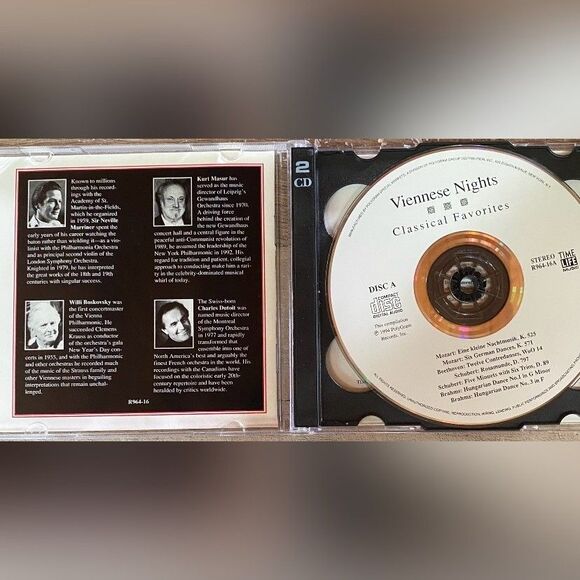 Known to millions
through his record-
ings with the
Academy of St.
Martin-in-the-Fields,
which he organized
in 1959, Sir Neville
Marriner spent the
early years of his career watching the
baton rather than wielding it—as a vio-
linist with the Philharmonia Orchestra
and as principal second violin of the
London Symphony Orchestra.
Knighted in 1979, he has interpreted
the great works of the 18th and 19th
centuries with singular success.
Kurt Masur has
served as the music
director of Leipzig's
Gewandhaus
Orchestra since 1970.
A driving force
behind the creation
of the new Gewandhaus
concert hall and a central figure in the
peaceful anti-Communist revolution of
1989, he assumed the leadership of the
New York Philharmonic in 1992. His
regard for tradition and patient, collegial
approach to conducting make him a rari-
ty in the celebrity-dominated musical
whirl of today.
Willi Boskovsky was
the first concertmaster
of the Vienna
Philharmonic. He
succeeded Clemens
Krauss as conductor
of the orchestra's gala
New Year's Day con-
certs in 1955, and with the Philharmonic
and other orchestras he recorded much
of the music of the Strauss family and
other Viennese masters in beguiling
interpretations that remain unchal-
lenged.
The Swiss-born
Charles Dutoit was
named music director
of the Montreal
Symphony Orchestra
in 1977 and rapidly
transformed that
ensemble into one of
North America's best and arguably the
finest French orchestra in the world. His
recordings with the Canadians have
focused on the coloristic early 20th-
century repertoire and have been
heralded by critics worldwide.
R964-16
2
CD
Viennese Nights
Classical Favorites
DISC A
COMPACT
disc
DIGITAL AUDIO
STEREO
R964-16A
TIME
LIFE
MUSIC
This compilation
℗ 1994 PolyGram
Records, Inc.
Mozart: Eine kleine Nachtmusik, K. 525
Mozart: Six German Dances, K. 571
Beethoven: Twelve Contredanses, WoO 14
Schubert: Rosamunde, D. 797
Schubert: Five Minuets with Six Trios, D. 89
Brahms: Hungarian Dance No.1 in G Minor
Brahms: Hungarian Dance No.3 in F